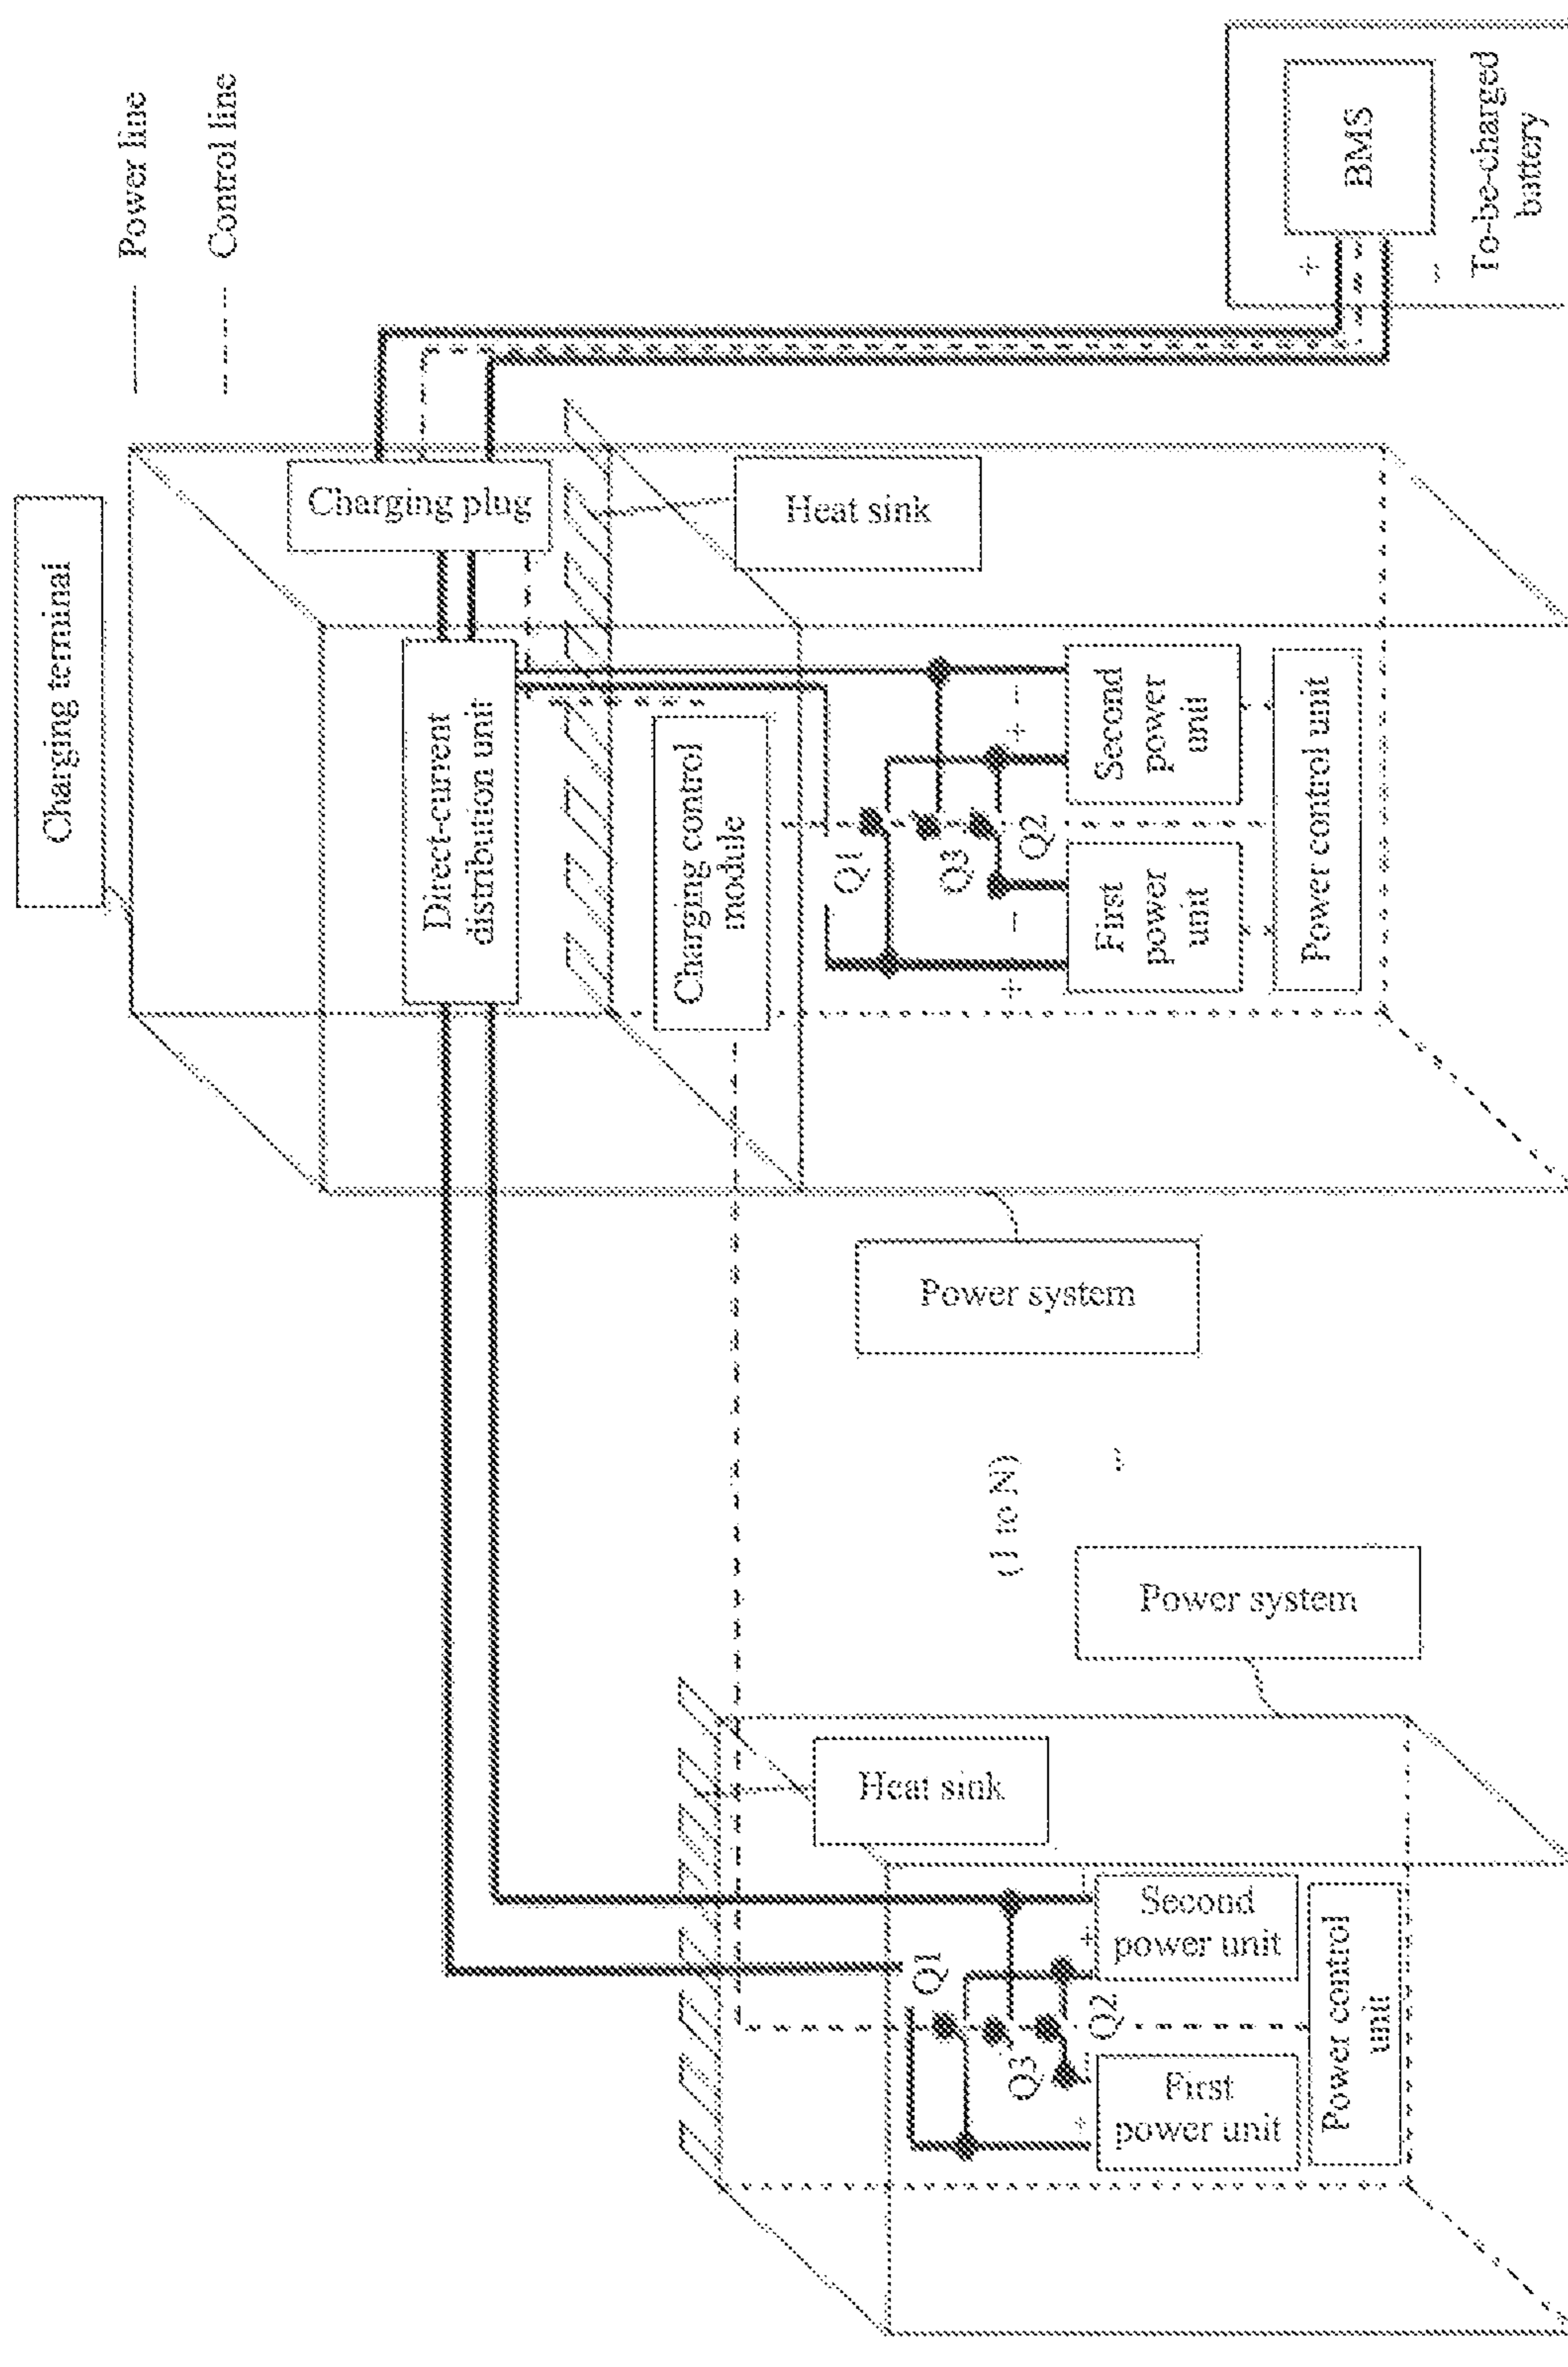 Power line
Control line
Charging teminal
Charging plug
Direct-current
distribution unit
Heat sink
Charging control
module
Q1
Q3
Q2
+
−
+
−
First
power
unit
Second
power
unit
Power control unit
Power system
BMS
+
−
To-be-charged
battery
(1 to N)
...
Power system
Heat sink
Q1
Q3
Q2
+
+
First
power unit
Second
power unit
Power control
unit